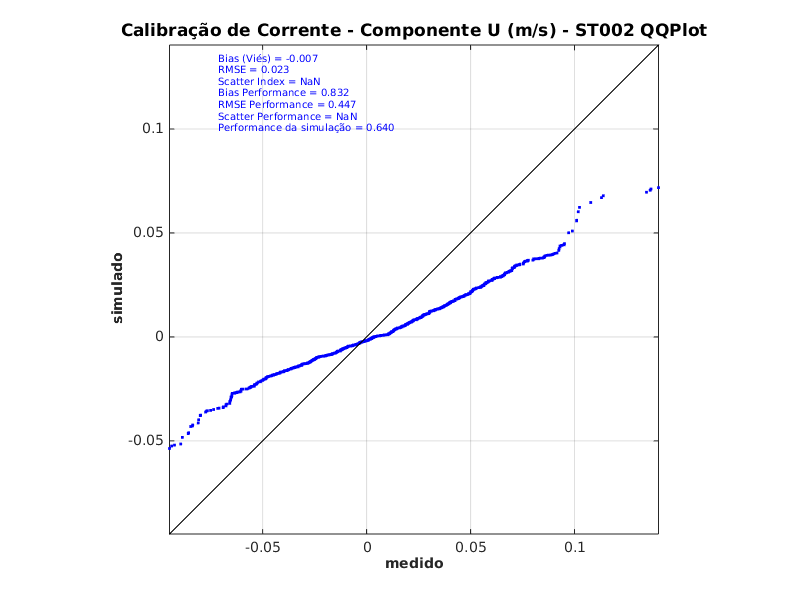 Calibração de Corrente - Componente U (m/s) - ST002 QQPlot
Bias (Viés) = -0.007
RMSE = 0.023
Scatter Index = NaN
Bias Performance = 0.832
RMSE Performance = 0.447
Scatter Performance = NaN
Performance da simulação = 0.640
0.1
0.05
0
-0.05
simulado
-0.05
0
0.05
0.1
medido